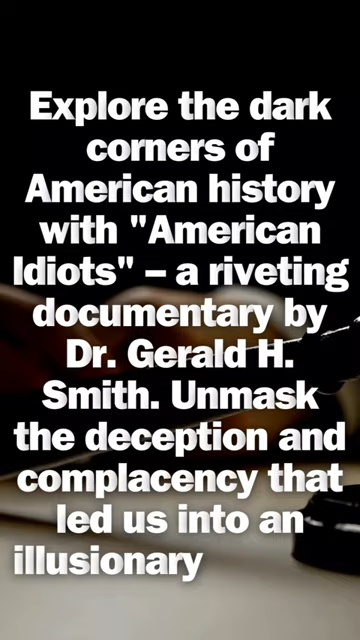 Explore the dark
corners of
American history
with "American
Idiots" – a riveting
documentary by
Dr. Gerald H.
Smith. Unmask
the deception and
complacency that
led us into an
illusionary